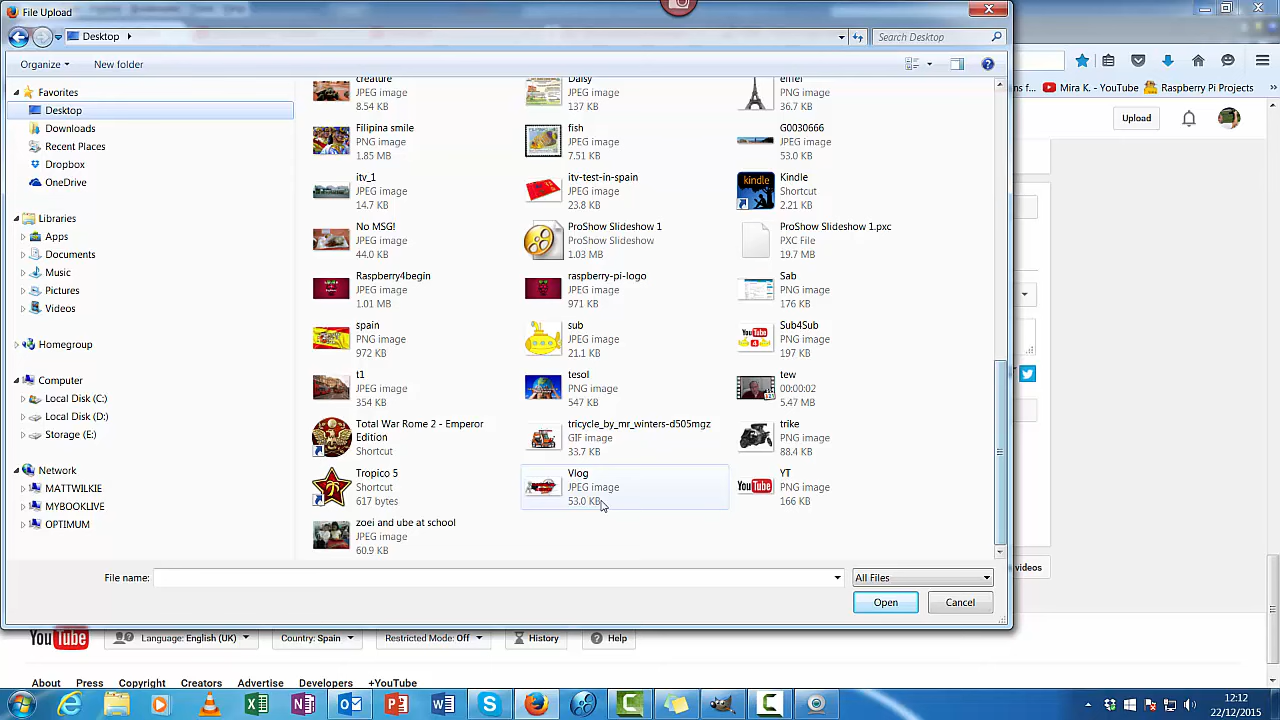 File Upload
Desktop
Search Desktop
Organize
New folder
Favorites
Desktop
Downloads
Recent Places
Dropbox
OneDrive
Libraries
Apps
Documents
Music
Pictures
Videos
Homegroup
Computer
Local Disk (C:)
Local Disk (D:)
Storage (E:)
Network
MATTWILKIE
MYBOOKLIVE
OPTIMUM
creature
JPEG image
8.54 KB
Daisy
JPEG image
137 KB
eiffel
PNG image
36.7 KB
Filipina smile
PNG image
1.85 MB
fish
JPEG image
7.51 KB
G0030666
JPEG image
53.0 KB
itv_1
JPEG image
14.7 KB
itv-test-in-spain
JPEG image
Kindle
Shortcut
2.21 KB
No MSG!
JPEG image
44.0 KB
ProShow Slideshow 1
ProShow Slideshow
1.03 MB
ProShow Slideshow 1.pxc
PXC File
19.7 MB
Raspberry4begin
JPEG image
1.01 MB
raspberry-pi-logo
JPEG image
Sab
PNG image
176 KB
spain
PNG image
972 KB
sub
JPEG image
21.1 KB
Sub4Sub
PNG image
197 KB
t1
JPEG image
354 KB
tesol
PNG image
547 KB
tew
00:00:02
5.47 MB
Total War Rome 2 - Emperor
Edition
Shortcut
tricycle_by_mr_winters-d505mgz
GIF image
33.7 KB
trike
PNG image
88.4 KB
Tropico 5
Shortcut
617 bytes
Vlog
JPEG image
53.0 KB
YouTube
YT
PNG image
166 KB
zoei and ube at school
JPEG image
60.9 KB
File name:
All Files
Open
Cancel
Mira K. - YouTube
Raspberry Pi Projects
Upload
videos
YouTube
Language: English (UK)
Country: Spain
Restricted Mode: Off
History
Help
About
Press
Copyright
Creators
Advertise
Developers
+YouTube
12:12
22/12/2015